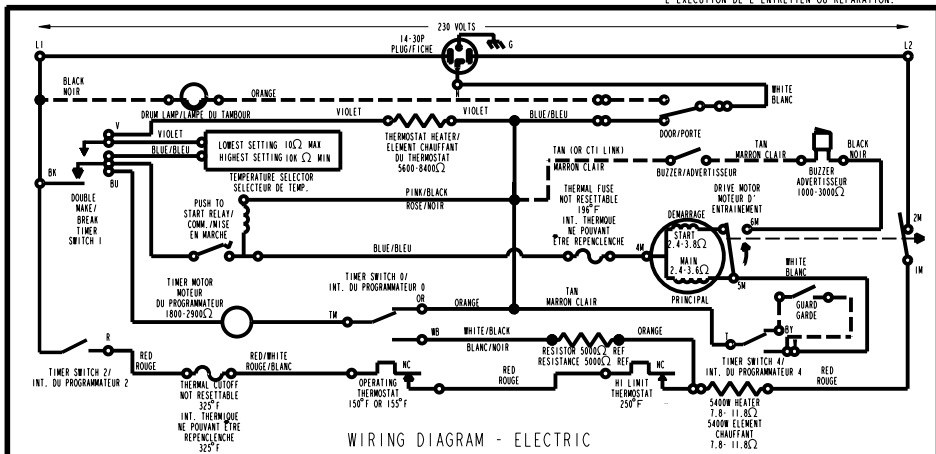 L'EXECUTION DE L'ENTRETIEN OU REPARATION.
230 VOLTS
L1
14-30P
PLUG/FICHE
G
L2
N
BLACK
NOIR
ORANGE
WHITE
BLANC
DRUM LAMP/LAMPE DU TAMBOUR
VIOLET
VIOLET
BLUE/BLEU
DOOR/PORTE
V
VIOLET
BLUE/BLEU
LOWEST SETTING 10Ω MAX
HIGHEST SETTING 10K Ω MIN
TEMPERATURE SELECTOR
SELECTEUR DE TEMP.
THERMOSTAT HEATER/
ELEMENT CHAUFFANT
DU THERMOSTAT
5600-8400Ω
TAN (OR CTI LINK)
MARRON CLAIR
BUZZER/ADVERTISSEUR
TAN
MARRON CLAIR
BLACK
NOIR
BUZZER
ADVERTISSEUR
1000-3000Ω
BK
BU
DOUBLE
MAKE/
BREAK
TIMER
SWITCH 1
PINK/BLACK
ROSE/NOIR
PUSH TO
START RELAY/
COMM./MISE
EN MARCHE
BLUE/BLEU
THERMAL FUSE
NOT RESETTABLE
196°F
INT. THERMQUE
NE POUVANT
ETRE REPENCLENCHE
DRIVE MOTOR
MOTEUR D'
ENTRAINEMENT
DEMARRAGE
START
2.4-3.8Ω
MAIN
2.4-3.6Ω
PRINCIPAL
4M
6M
5M
2M
1M
WHITE
BLANC
GUARD
GARDE
TIMER MOTOR
MOTEUR
DU PROGRAMMATEUR
1800-2900Ω
TM
TIMER SWITCH 0/
INT. DU PROGRAMMATEUR 0
OR
ORANGE
TAN
MARRON CLAIR
T
BY
WB
WHITE/BLACK
BLANC/NOIR
ORANGE
RESISTOR 5000Ω REF
RESISTANCE 5000Ω REF
TIMER SWITCH 4/
INT. DU PROGRAMMATEUR 4
R
TIMER SWITCH 2/
INT. DU PROGRAMMATEUR 2
RED
ROUGE
THERMAL CUTOFF
NOT RESETTABLE
325°F
INT. THERMIQUE
NE POUVANT ETRE
REPENCLENCHE
325°F
RED/WHITE
ROUGE/BLANC
NC
OPERATING
THERMOSTAT
150°F OR 155°F
RED
ROUGE
NC
HI LIMIT
THERMOSTAT
250°F
RED
ROUGE
5400W HEATER
7.8- 11.8Ω
5400W ELEMENT
CHAUFFANT
7.8- 11.8Ω
WIRING DIAGRAM - ELECTRIC